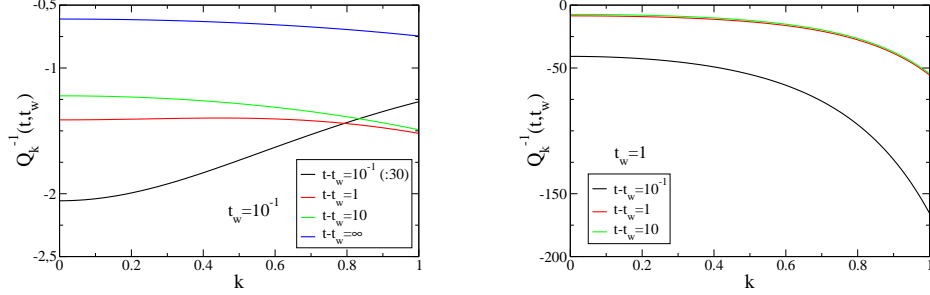 -0,5
-1
-1,5
-2
-2,5
Q_k^-1(t,t_w)
t_w=10^-1
t-t_w=10^-1 (:30)
t-t_w=1
t-t_w=10
t-t_w=∞
0 0.2 0.4 0.6 0.8 1
k
0
-50
-100
-150
-200
Q_k^-1(t,t_w)
t_w=1
t-t_w=10^-1
t-t_w=1
t-t_w=10
0 0.2 0.4 0.6 0.8 1
k